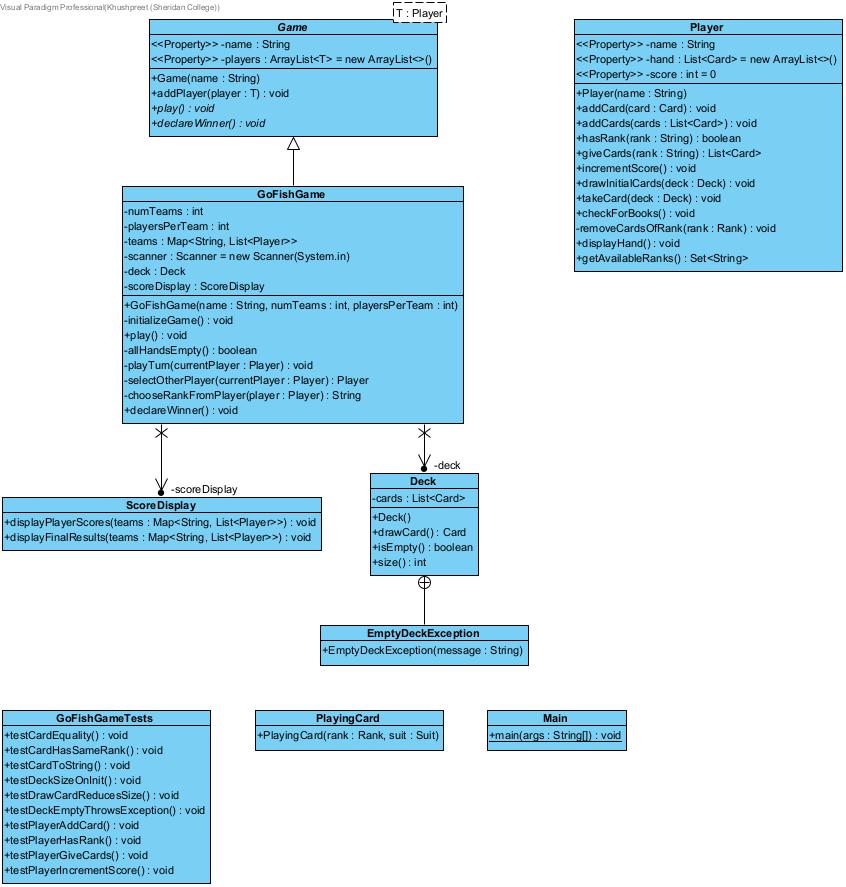 Visual Paradigm Professional(Khushpreet (Sheridan College))
T : Player
Game
<<Property>> -name : String
<<Property>> -players : ArrayList<T> = new ArrayList<>()
+Game(name : String)
+addPlayer(player : T) : void
+play() : void
+declareWinner() : void
Player
<<Property>> -name : String
<<Property>> -hand : List<Card> = new ArrayList<>()
<<Property>> -score : int = 0
+Player(name : String)
+addCard(card : Card) : void
+addCards(cards : List<Card>) : void
+hasRank(rank : String) : boolean
+giveCards(rank : String) : List<Card>
+incrementScore() : void
+drawInitialCards(deck : Deck) : void
+takeCard(deck : Deck) : void
+checkForBooks() : void
-removeCardsOfRank(rank : Rank) : void
+displayHand() : void
+getAvailableRanks() : Set<String>
GoFishGame
-numTeams : int
-playersPerTeam : int
-teams : Map<String, List<Player>>
-scanner : Scanner = new Scanner(System.in)
-deck : Deck
-scoreDisplay : ScoreDisplay
+GoFishGame(name : String, numTeams : int, playersPerTeam : int)
-initializeGame() : void
+play() : void
-allHandsEmpty() : boolean
-playTurn(currentPlayer : Player) : void
-selectOtherPlayer(currentPlayer : Player) : Player
-chooseRankFromPlayer(player : Player) : String
+declareWinner() : void
-scoreDisplay
-deck
ScoreDisplay
+displayPlayerScores(teams : Map<String, List<Player>>) : void
+displayFinalResults(teams : Map<String, List<Player>>) : void
Deck
-cards : List<Card>
+Deck()
+drawCard() : Card
+isEmpty() : boolean
+size() : int
EmptyDeckException
+EmptyDeckException(message : String)
GoFishGameTests
+testCardEquality() : void
+testCardHasSameRank() : void
+testCardToString() : void
+testDeckSizeOnInit() : void
+testDrawCardReducesSize() : void
+testDeckEmptyThrowsException() : void
+testPlayerAddCard() : void
+testPlayerHasRank() : void
+testPlayerGiveCards() : void
+testPlayerIncrementScore() : void
PlayingCard
+PlayingCard(rank : Rank, suit : Suit)
Main
+main(args : String[]) : void